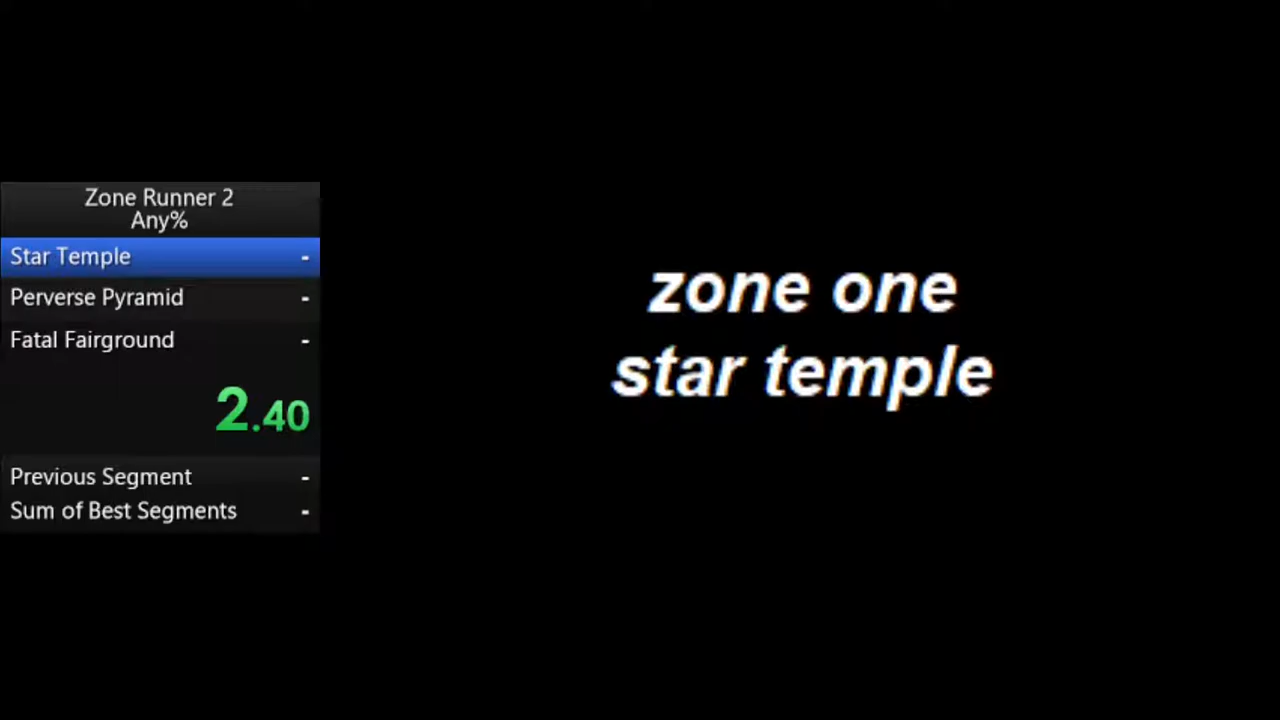 Zone Runner 2
Any%
Star Temple -
Perverse Pyramid -
Fatal Fairground -
2.40
Previous Segment -
Sum of Best Segments -
zone one
star temple